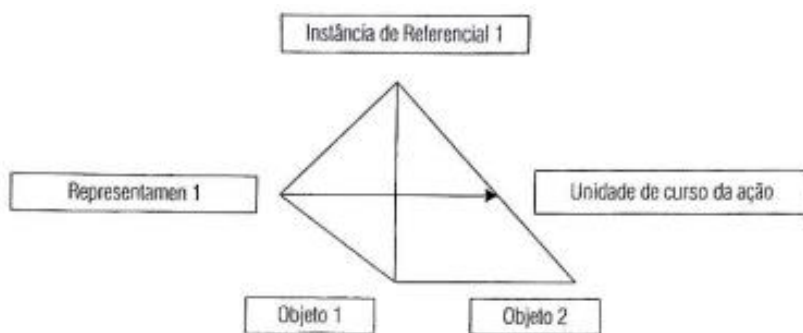 Instância de Referencial 1
Representamen 1
Unidade de curso da ação
Objeto 1
Objeto 2